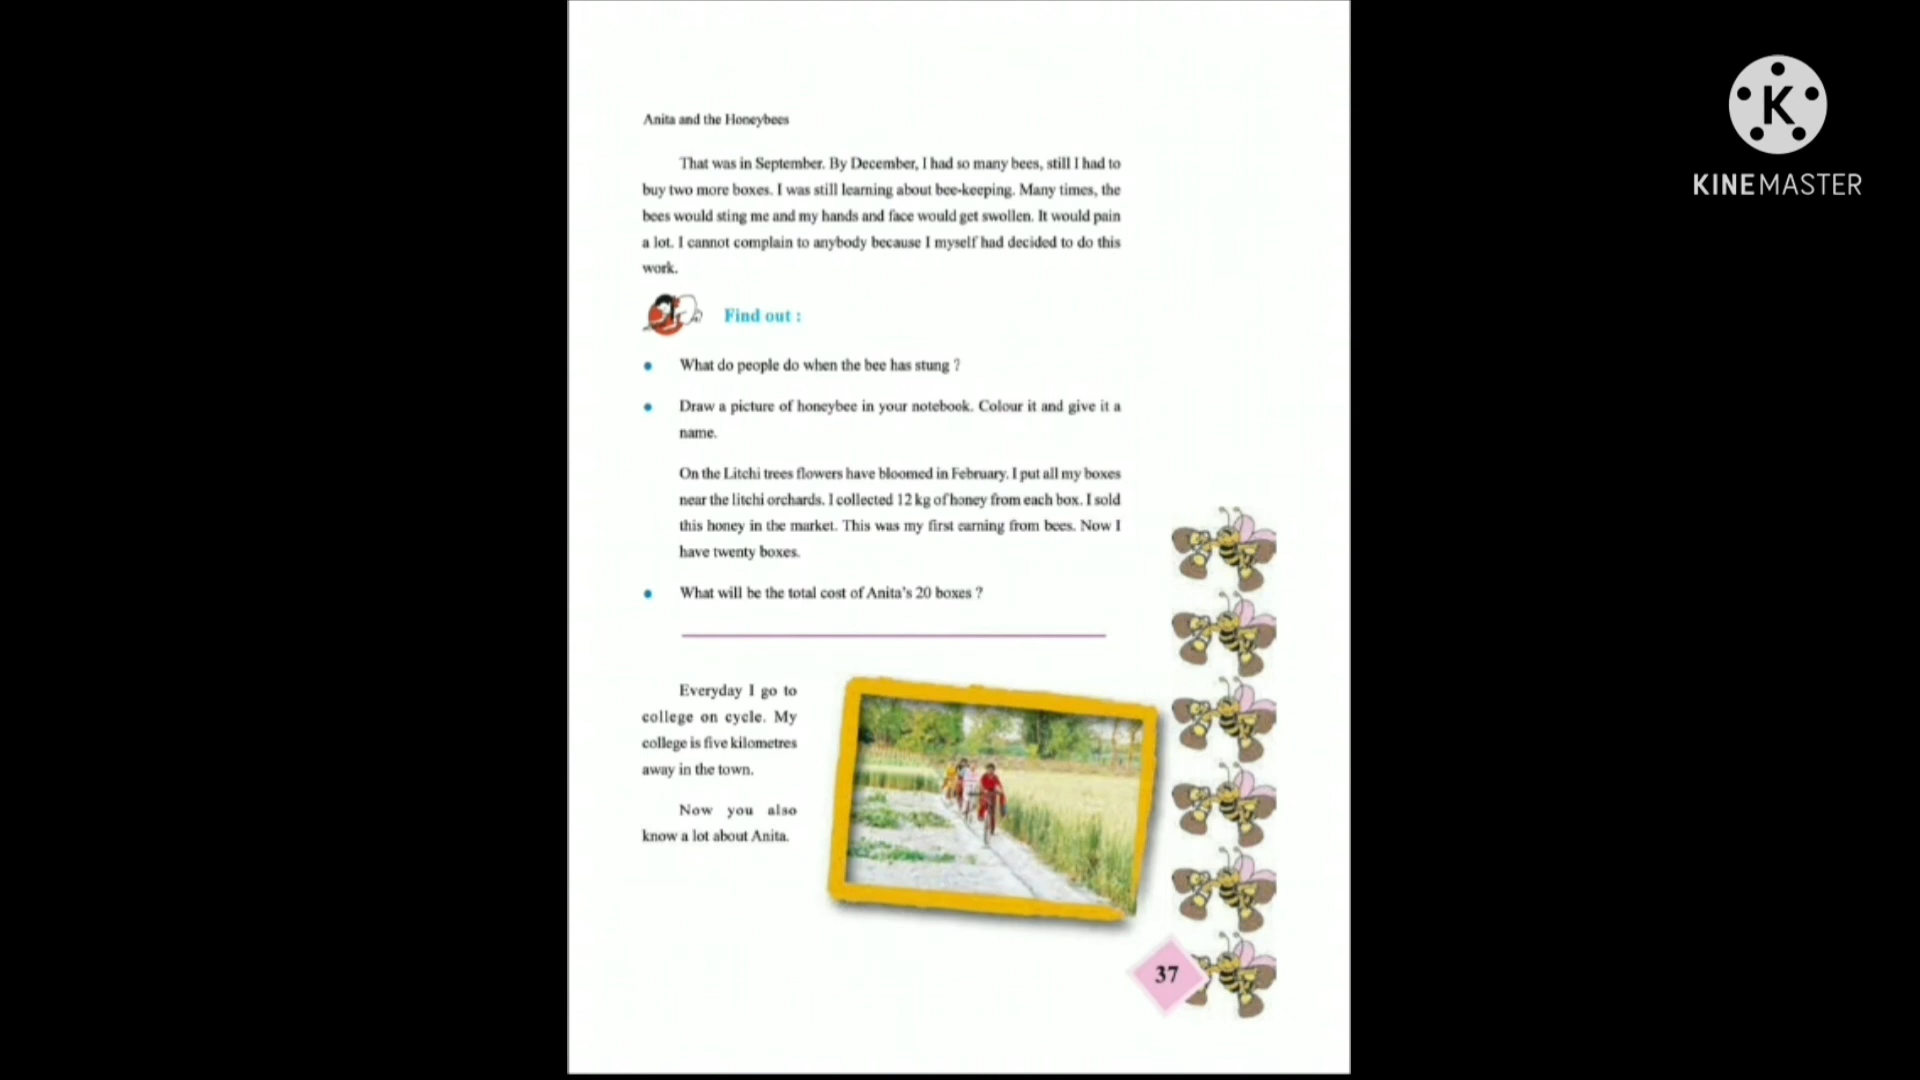 Anita and the Honeybees
That was in September. By December, I had so many bees, still I had to
buy two more boxes. I was still learning about bee-keeping. Many times, the
bees would sting me and my hands and face would get swollen. It would pain
a lot. I cannot complain to anybody because I myself had decided to do this
work.
Find out :
• What do people do when the bee has stung ?
• Draw a picture of honeybee in your notebook. Colour it and give it a
name.
On the Litchi trees flowers have bloomed in February. I put all my boxes
near the litchi orchards. I collected 12 kg of honey from each box. I sold
this honey in the market. This was my first earning from bees. Now I
have twenty boxes.
• What will be the total cost of Anita's 20 boxes ?
Everyday I go to
college on cycle. My
college is five kilometres
away in the town.
Now you also
know a lot about Anita.
37
K
KINEMASTER